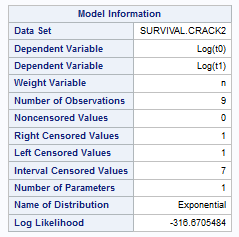 Model Information
Data Set SURVIVAL.CRACK2
Dependent Variable Log(t0)
Dependent Variable Log(t1)
Weight Variable n
Number of Observations 9
Noncensored Values 0
Right Censored Values 1
Left Censored Values 1
Interval Censored Values 7
Number of Parameters 1
Name of Distribution Exponential
Log Likelihood -316.6705484